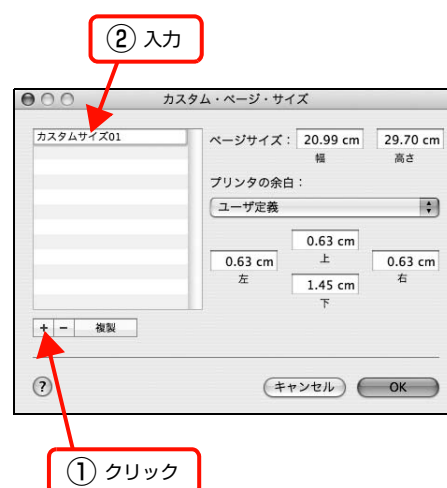 ② 入力
カスタム・ページ・サイズ
カスタムサイズ01
ページサイズ： 20.99 cm 29.70 cm
幅 高さ
プリンタの余白：
ユーザ定義
0.63 cm
上
0.63 cm 0.63 cm
左 右
1.45 cm
下
+ − 複製
? キャンセル OK
① クリック